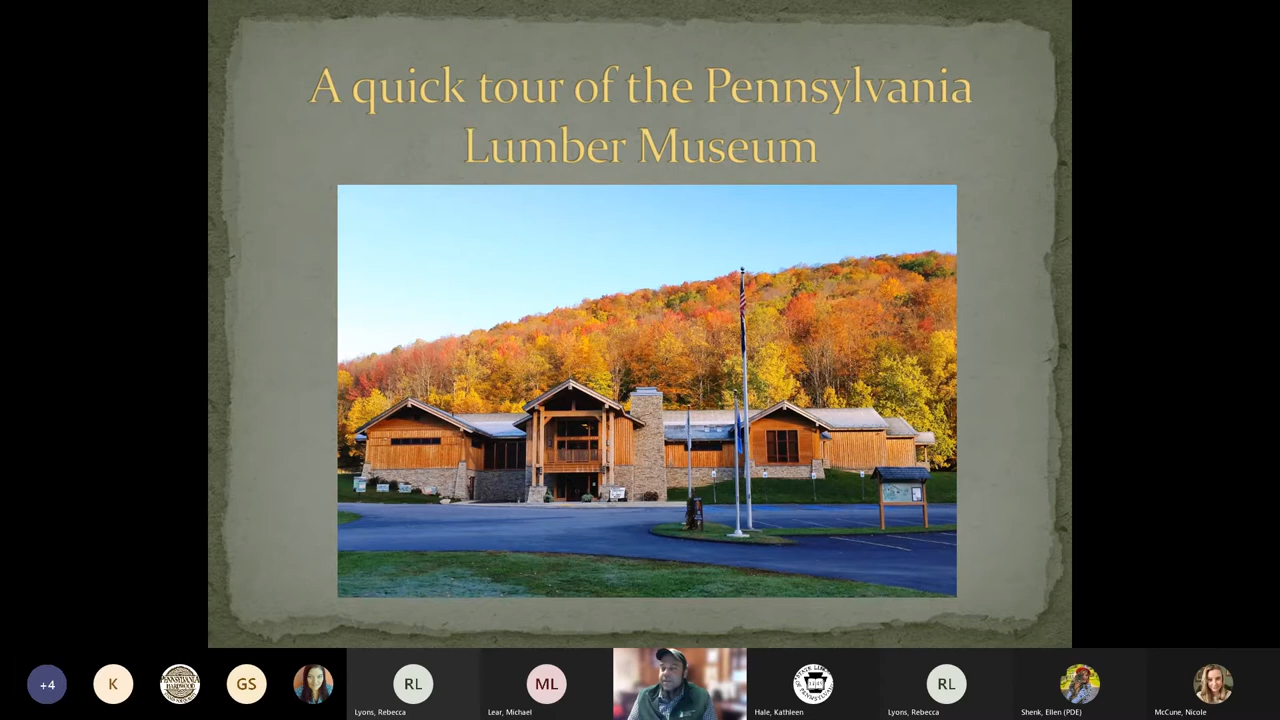 A quick tour of the Pennsylvania
Lumber Museum
+4
K
GS
RL
Lyons, Rebecca
ML
Lear, Michael
Hale, Kathleen
RL
Lyons, Rebecca
Shenk, Ellen (PDE)
McCune, Nicole